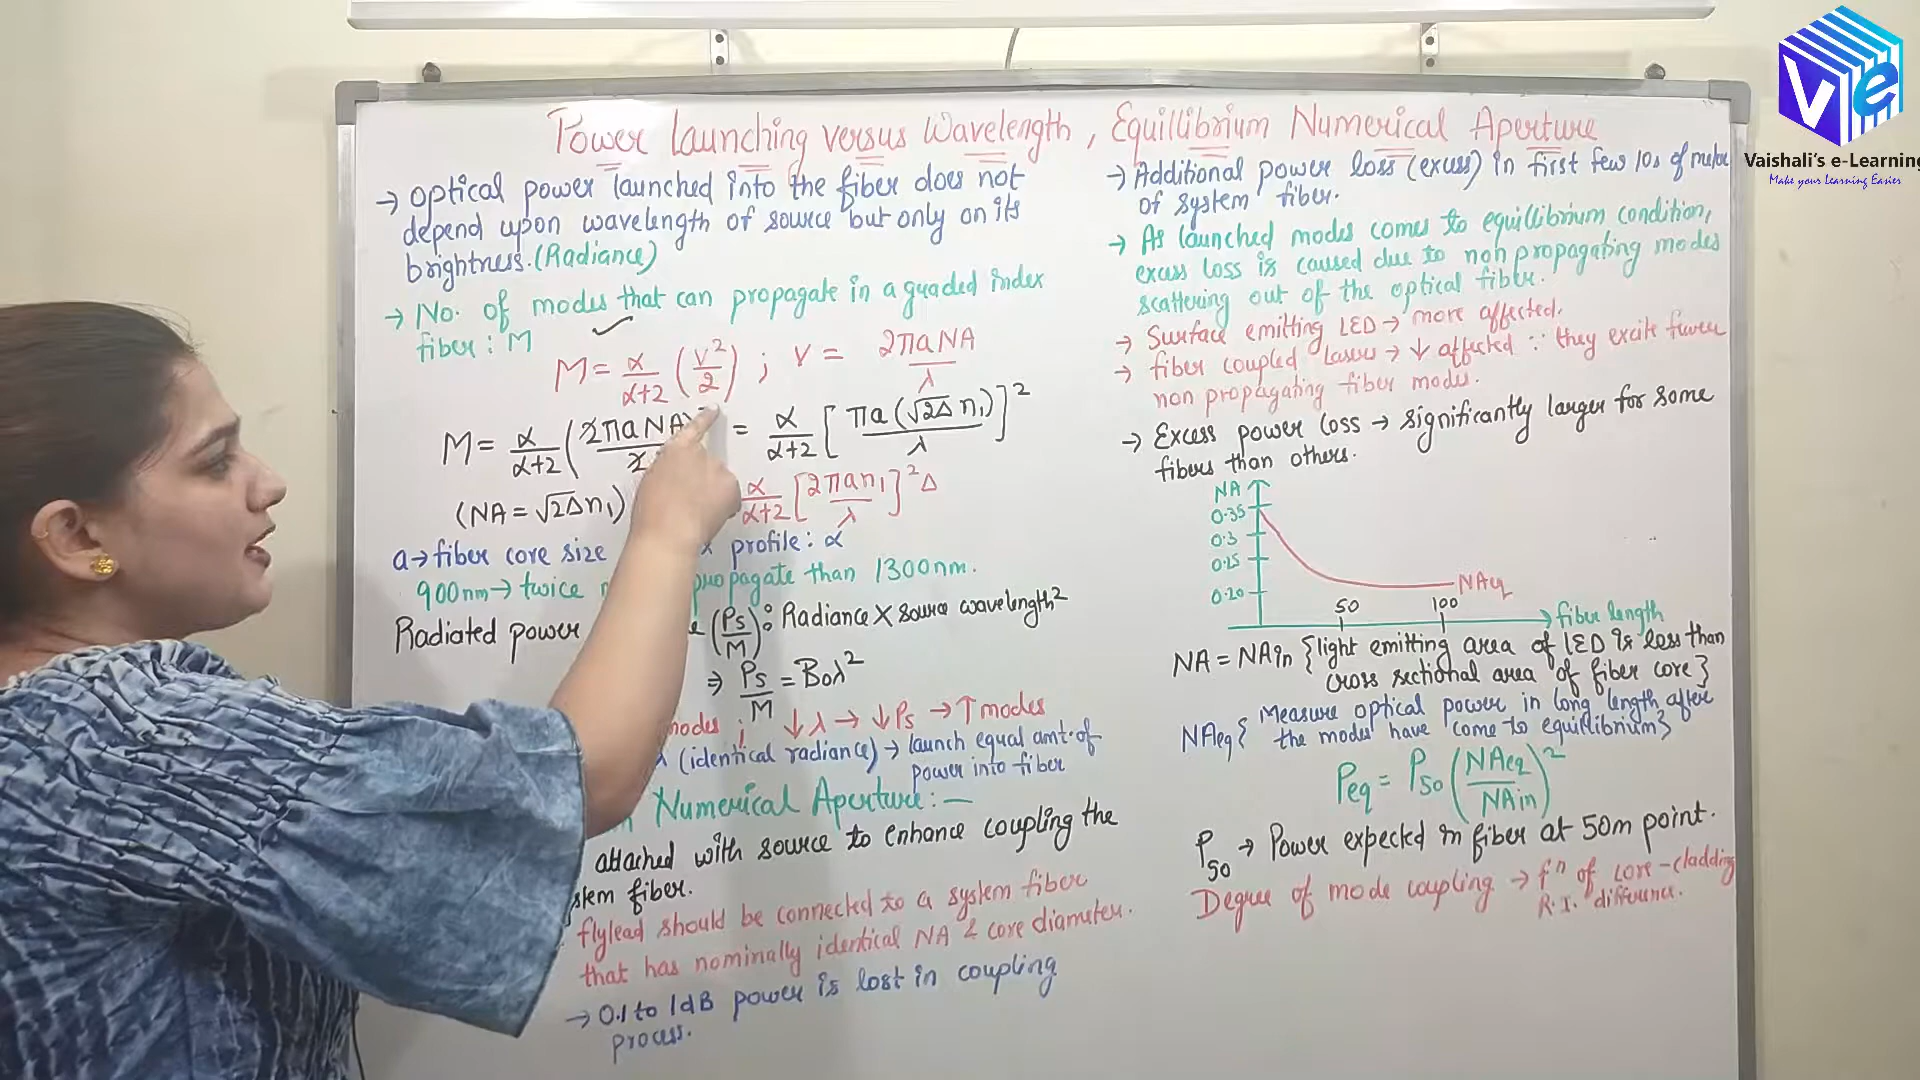 Power Launching versus Wavelength, Equillibrium Numerical Aperture
→ Optical power launched into the fiber does not
depend upon wavelength of source but only on its
brightness. (Radiance)
→ No. of modes that can propagate in a graded index
fiber : M
M = α/α+2 (V²/2) ; V = 2πaNA/λ
M = α/α+2 (2πaNA/2 = α/α+2 [πa(√2Δ n₁)/λ]²
(NA = √2Δ n₁)
α/α+2 [2πan₁/λ]² Δ
a → fiber core size
profile : α
900nm → twice
propagate than 1300nm.
Radiated power
(Ps/M) : Radiance X source wavelength²
⇒ Ps/M = B₀λ²
modes ; ↓λ → ↓Ps → ↑ modes
λ (identical radiance) → launch equal amt. of
power into fiber
Numerical Aperture : —
attached with source to enhance coupling the
stem fiber.
flylead should be connected to a system fiber
that has nominally identical NA & core diameter.
→ 0.1 to 1dB power is lost in coupling
process.
→ Additional power loss (excess) in first few 10s of meter
of system fiber.
→ As launched modes comes to equillibrium condition,
excess loss is caused due to non propagating modes
scattering out of the optical fiber.
→ Surface emitting LED → more affected.
→ fiber coupled lasers → ↓ affected ∵ they excite fewer
non propagating fiber modes.
→ Excess power loss → significantly larger for some
fibers than others.
NA
0.35
0.3
0.25
0.20
50
100
NAeq
fiber length
NA = NAin {light emitting area of LED is less than
cross sectional area of fiber core}
NAeq { Measure optical power in long length after
the modes have come to equillibrium}
Peq = P50 (NAeq/NAin)²
P50 → Power expected in fiber at 50m point.
Degree of mode coupling → fⁿ of core-cladding
R.I. difference.
Ve
Vaishali's e-Learning
Make your Learning Easier